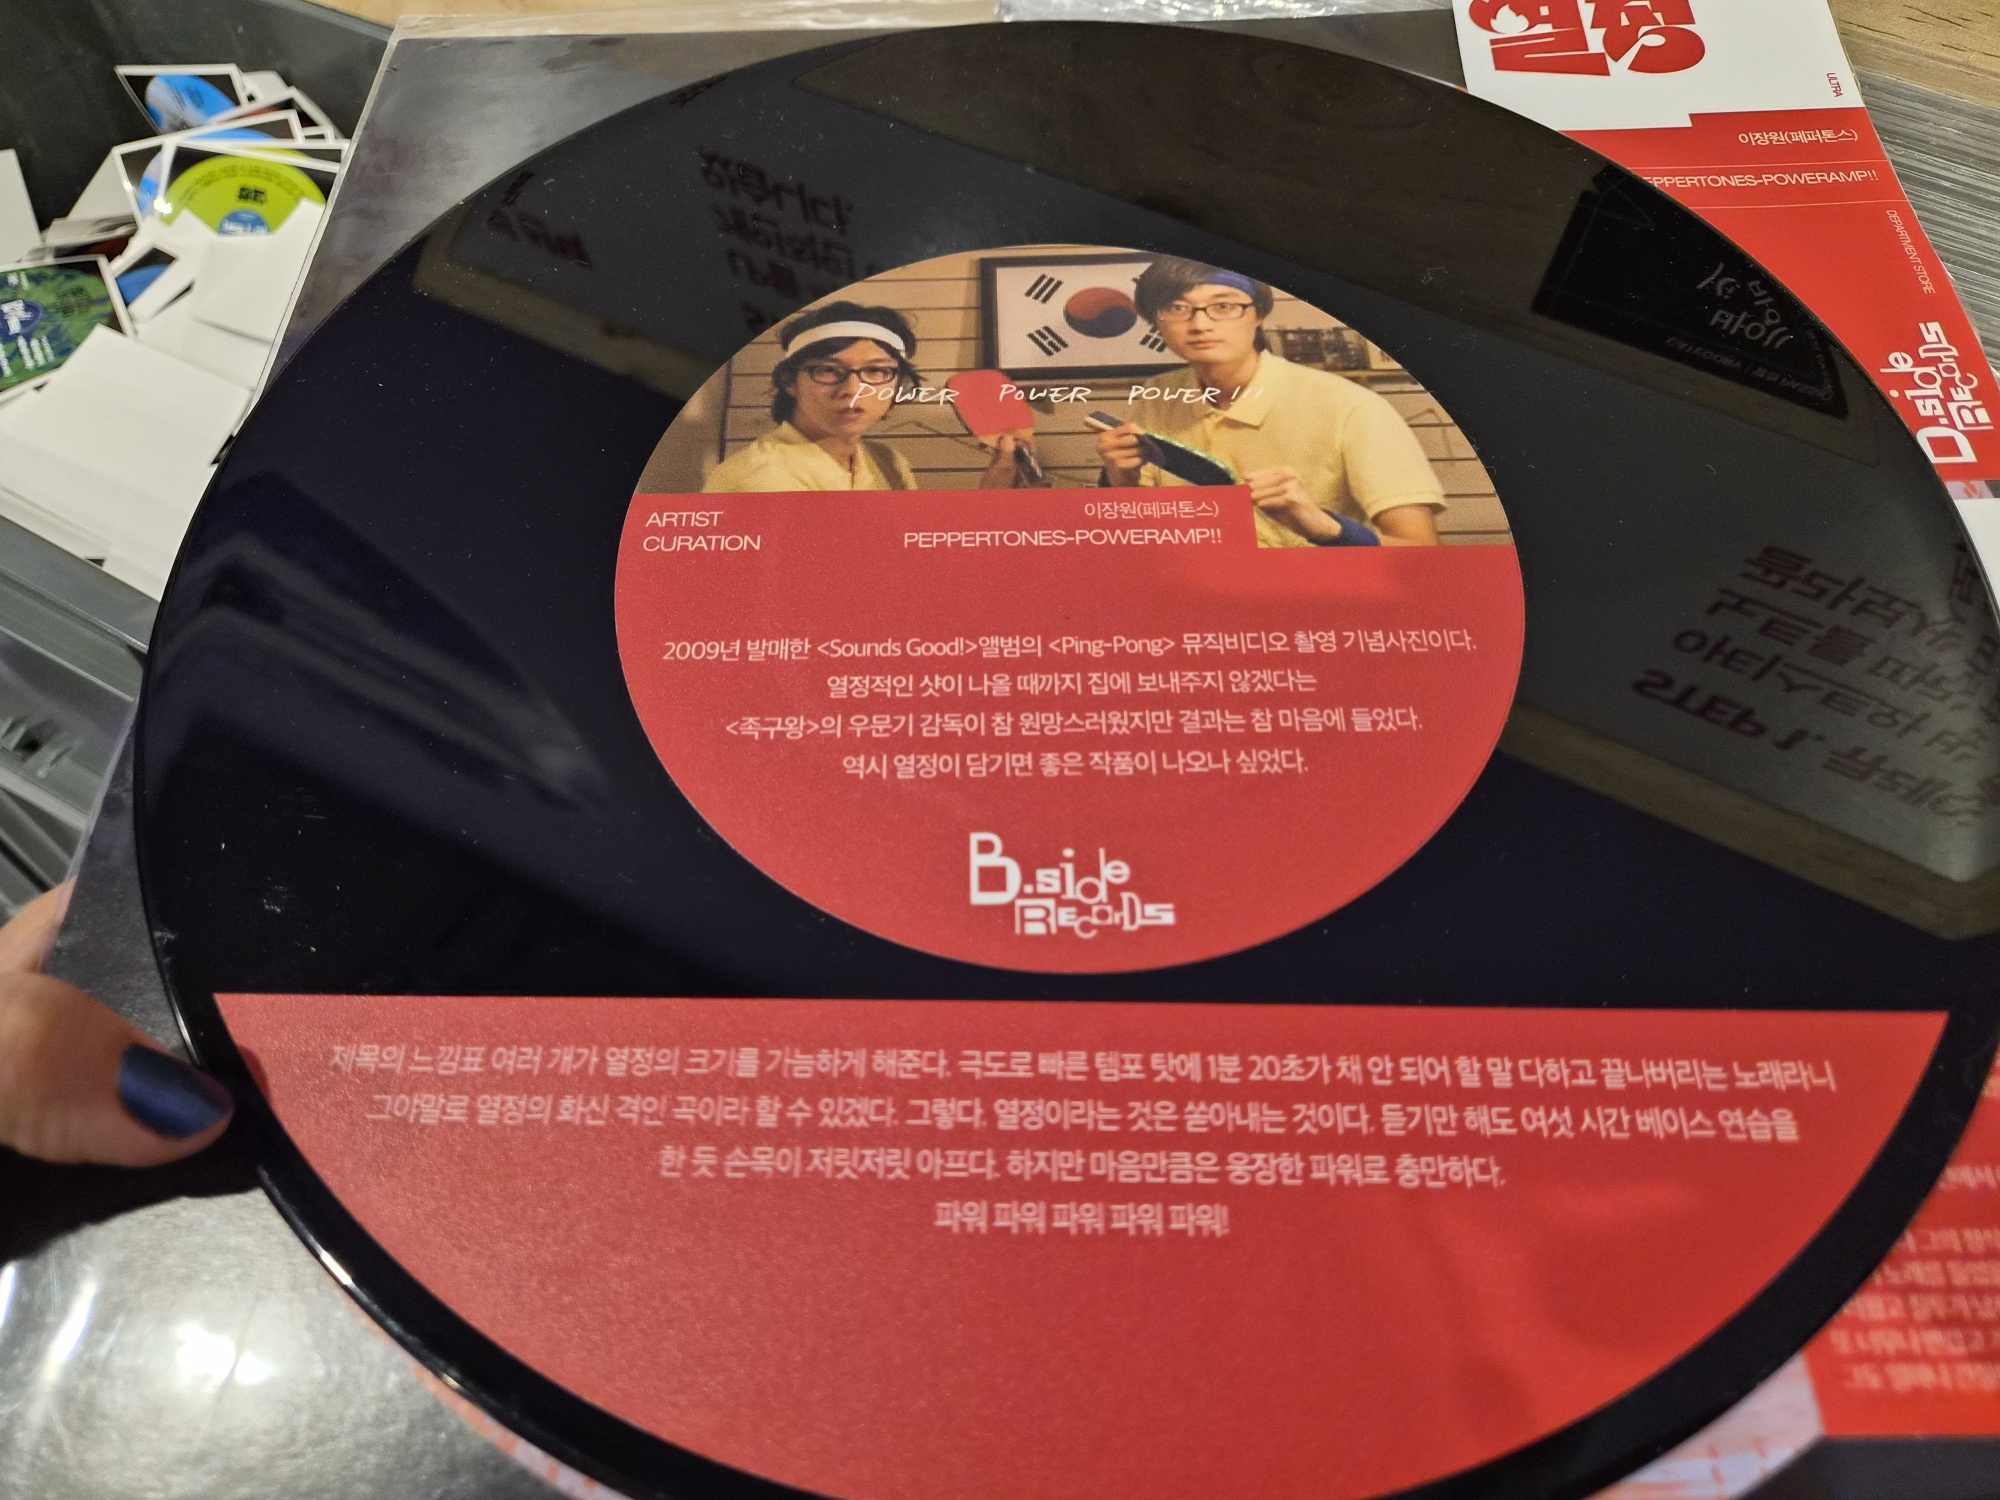 열정
ULTRA
이장원(페퍼톤스)
EPPERTONES-POWERAMP!!
DEPARTMENT STORE
B.side
RECORDS
POWER POWER POWER!!!
ARTIST
CURATION
이장원(페퍼톤스)
PEPPERTONES-POWERAMP!!
2009년 발매한 <Sounds Good!>앨범의 <Ping-Pong> 뮤직비디오 촬영 기념사진이다.
열정적인 샷이 나올 때까지 집에 보내주지 않겠다는
<족구왕>의 우문기 감독이 참 원망스러웠지만 결과는 참 마음에 들었다.
역시 열정이 담기면 좋은 작품이 나오나 싶었다.
B.side
RECORDS
제목의 느낌표 여러 개가 열정의 크기를 가늠하게 해준다. 극도로 빠른 템포 탓에 1분 20초가 채 안 되어 할 말 다하고 끝나버리는 노래라니
그야말로 열정의 화신 격인 곡이라 할 수 있겠다. 그렇다. 열정이라는 것은 쏟아내는 것이다. 듣기만 해도 여섯 시간 베이스 연습을
한 듯 손목이 저릿저릿 아프다. 하지만 마음만큼은 웅장한 파워로 충만하다.
파워 파워 파워 파워 파워!